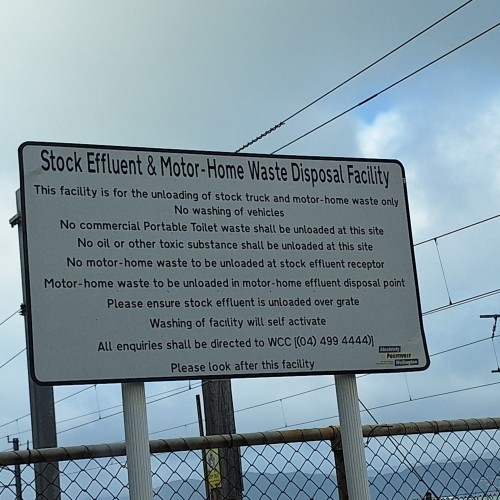 Stock Effluent & Motor-Home Waste Disposal Facility
This facility is for the unloading of stock truck and motor-home waste only
No washing of vehicles
No commercial Portable Toilet waste shall be unloaded at this site
No oil or other toxic substance shall be unloaded at this site
No motor-home waste to be unloaded at stock effluent receptor
Motor-home waste to be unloaded in motor-home effluent disposal point
Please ensure stock effluent is unloaded over grate
Washing of facility will self activate
All enquiries shall be directed to WCC [(04) 499 4444)]
Please look after this facility
Absolutely
POSITIVELY
Wellington